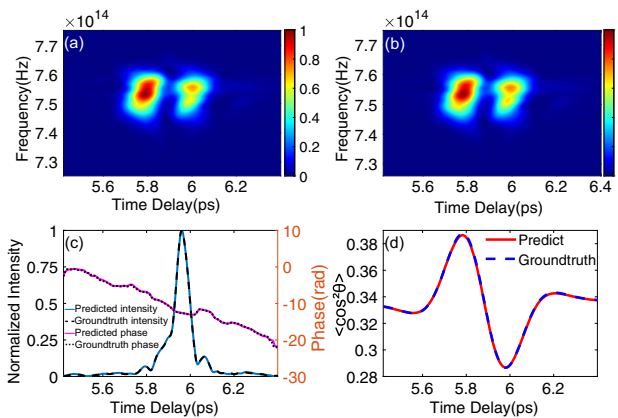 ×10¹⁴
(a)
7.7
7.6
7.5
7.4
7.3
Frequency(Hz)
5.6 5.8 6 6.2
Time Delay(ps)
1
0.8
0.6
0.4
0.2
0
×10¹⁴
(b)
7.7
7.6
7.5
7.4
7.3
Frequency(Hz)
5.6 5.8 6 6.2 6.4
Time Delay(ps)
(c)
1
0.75
0.5
0.25
0
Normalized Intensity
Predicted intensity
Groundtruth intensity
Predicted phase
Groundtruth phase
10
0
-10
-20
-30
Phase(rad)
5.6 5.8 6 6.2
Time Delay(ps)
(d)
0.38
0.36
0.34
0.32
0.3
0.28
<cos²θ>
Predict
Groundtruth
5.6 5.8 6 6.2
Time Delay(ps)